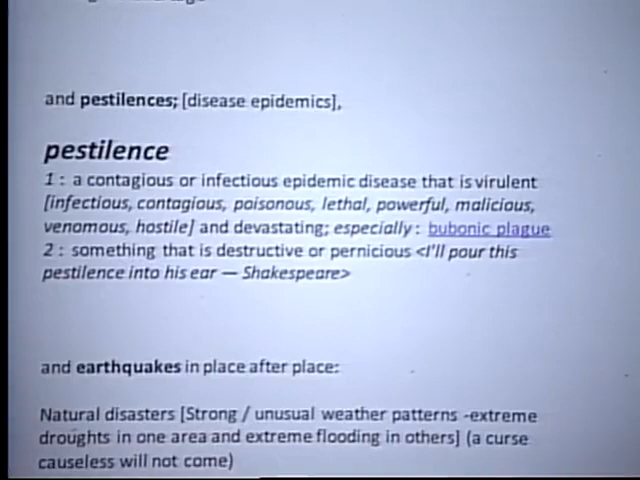 and pestilences; [disease epidemics],
pestilence
1 : a contagious or infectious epidemic disease that is virulent
[infectious, contagious, poisonous, lethal, powerful, malicious,
venomous, hostile] and devastating; especially : bubonic plague
2 : something that is destructive or pernicious <I'll pour this
pestilence into his ear — Shakespeare>
and earthquakes in place after place:
Natural disasters [Strong / unusual weather patterns -extreme
droughts in one area and extreme flooding in others] (a curse
causeless will not come)